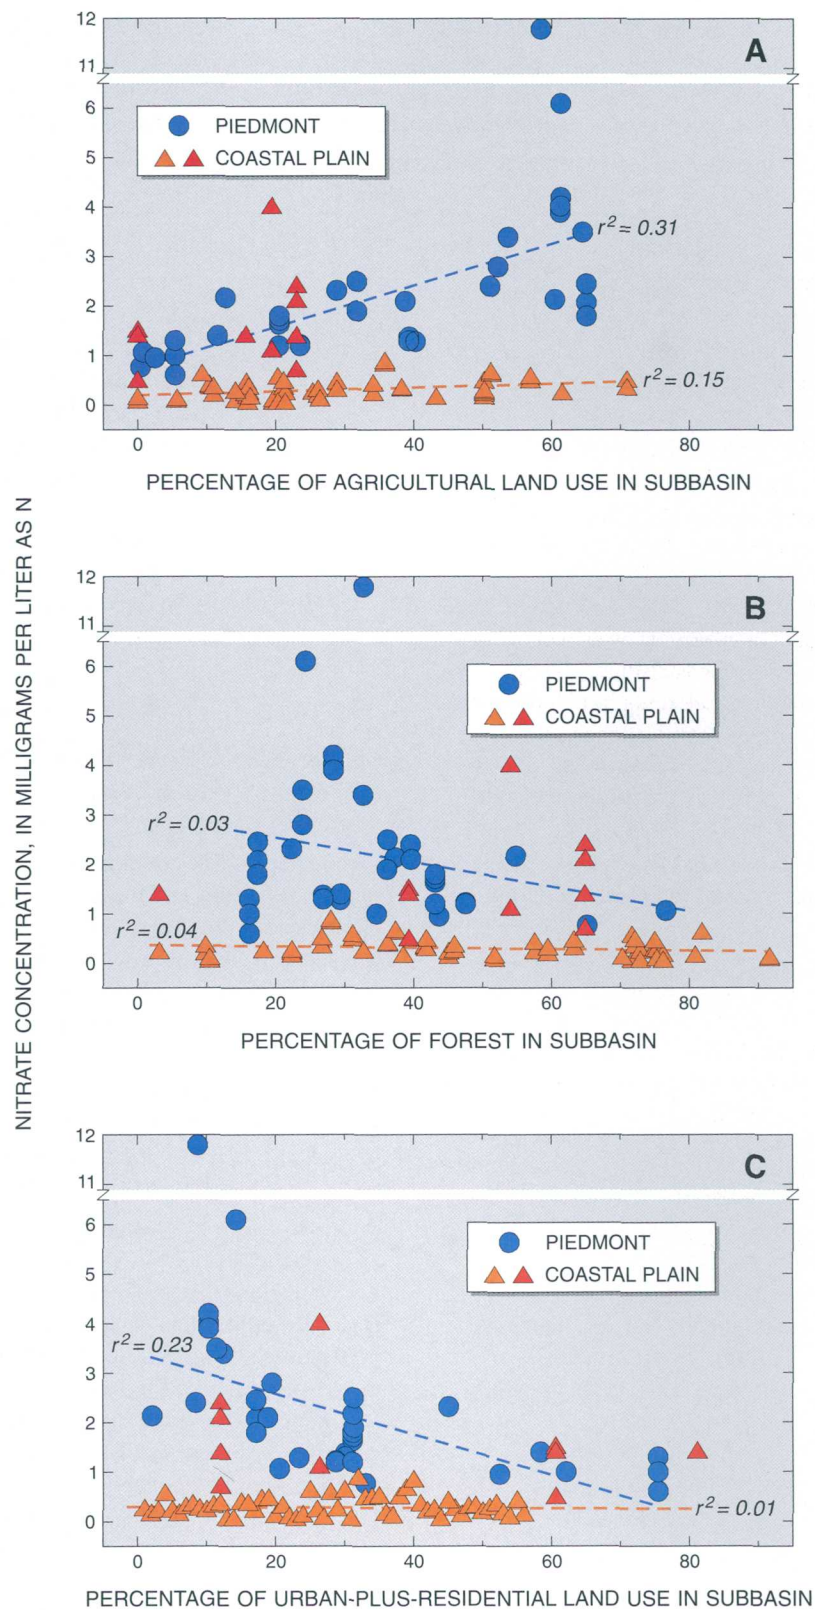 NITRATE CONCENTRATION, IN MILLIGRAMS PER LITER AS N
12
A
11
6
PIEDMONT
5
COASTAL PLAIN
4
r² = 0.31
3
2
1
r² = 0.15
0
0 20 40 60 80
PERCENTAGE OF AGRICULTURAL LAND USE IN SUBBASIN
12
B
11
6
PIEDMONT
5
COASTAL PLAIN
4
3
r² = 0.03
2
1
r² = 0.04
0
0 20 40 60 80
PERCENTAGE OF FOREST IN SUBBASIN
12
C
11
6
PIEDMONT
5
COASTAL PLAIN
4
r² = 0.23
3
2
1
r² = 0.01
0
0 20 40 60 80
PERCENTAGE OF URBAN-PLUS-RESIDENTIAL LAND USE IN SUBBASIN